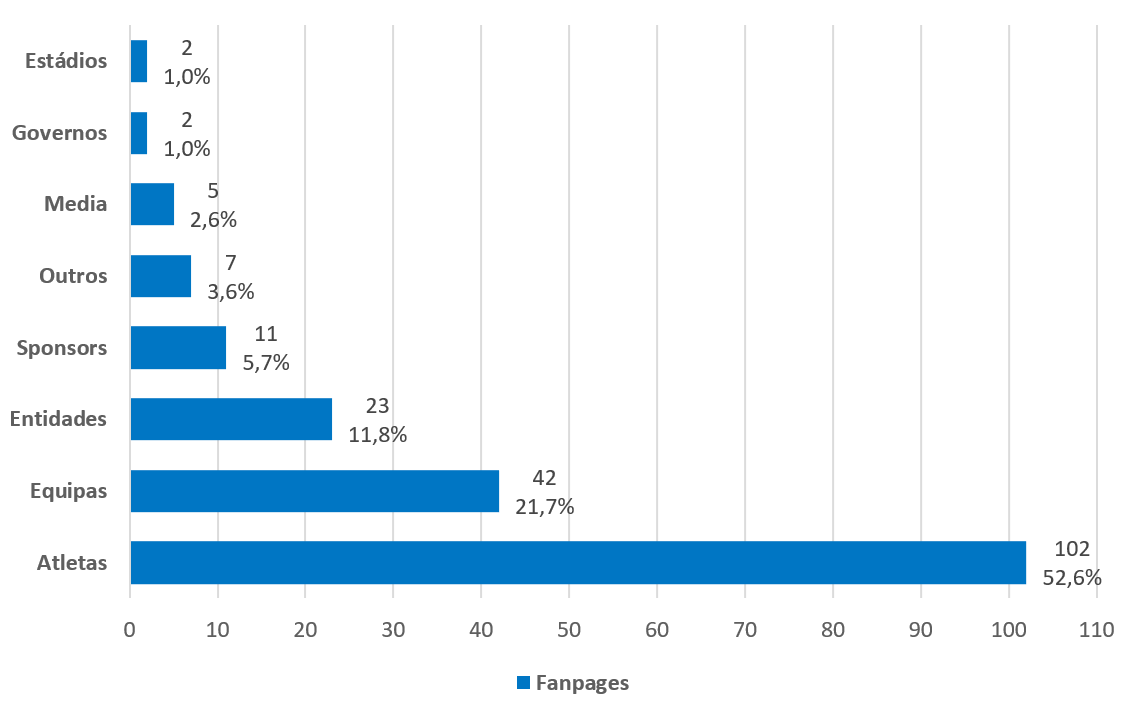 Estádios
2
1,0%
Governos
2
1,0%
Media
5
2,6%
Outros
7
3,6%
Sponsors
11
5,7%
Entidades
23
11,8%
Equipas
42
21,7%
Atletas
102
52,6%
0 10 20 30 40 50 60 70 80 90 100 110
Fanpages